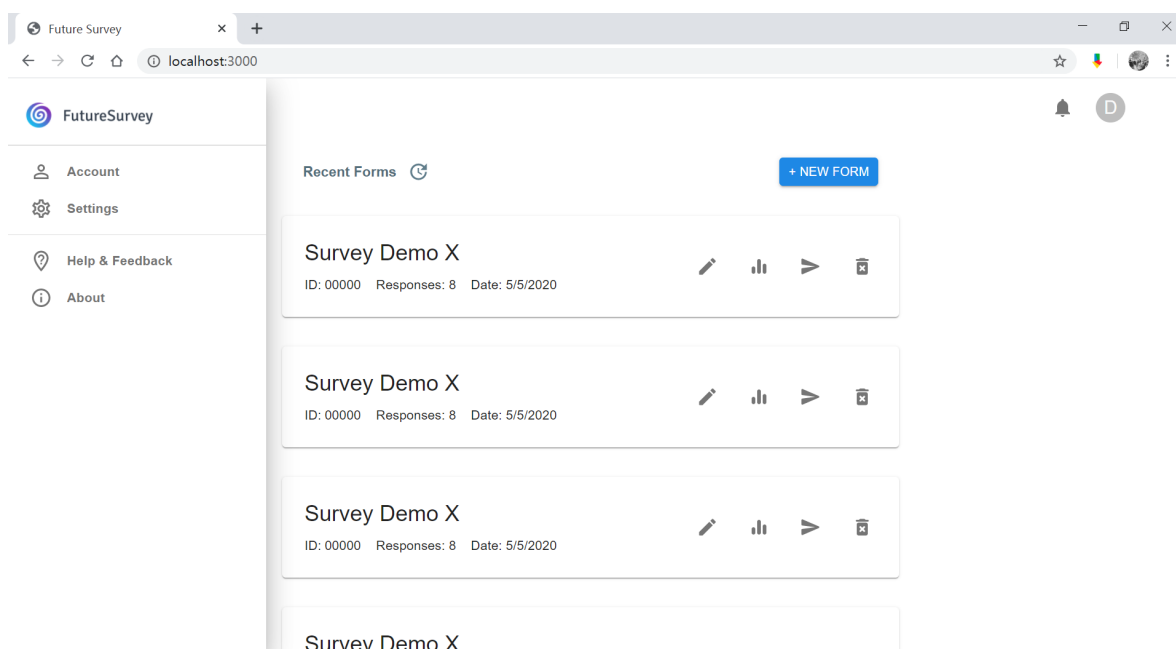 Future Survey
localhost:3000
FutureSurvey
D
Account
Settings
Help & Feedback
About
Recent Forms
+ NEW FORM
Survey Demo X
ID: 00000 Responses: 8 Date: 5/5/2020
Survey Demo X
ID: 00000 Responses: 8 Date: 5/5/2020
Survey Demo X
ID: 00000 Responses: 8 Date: 5/5/2020
Survey Demo X